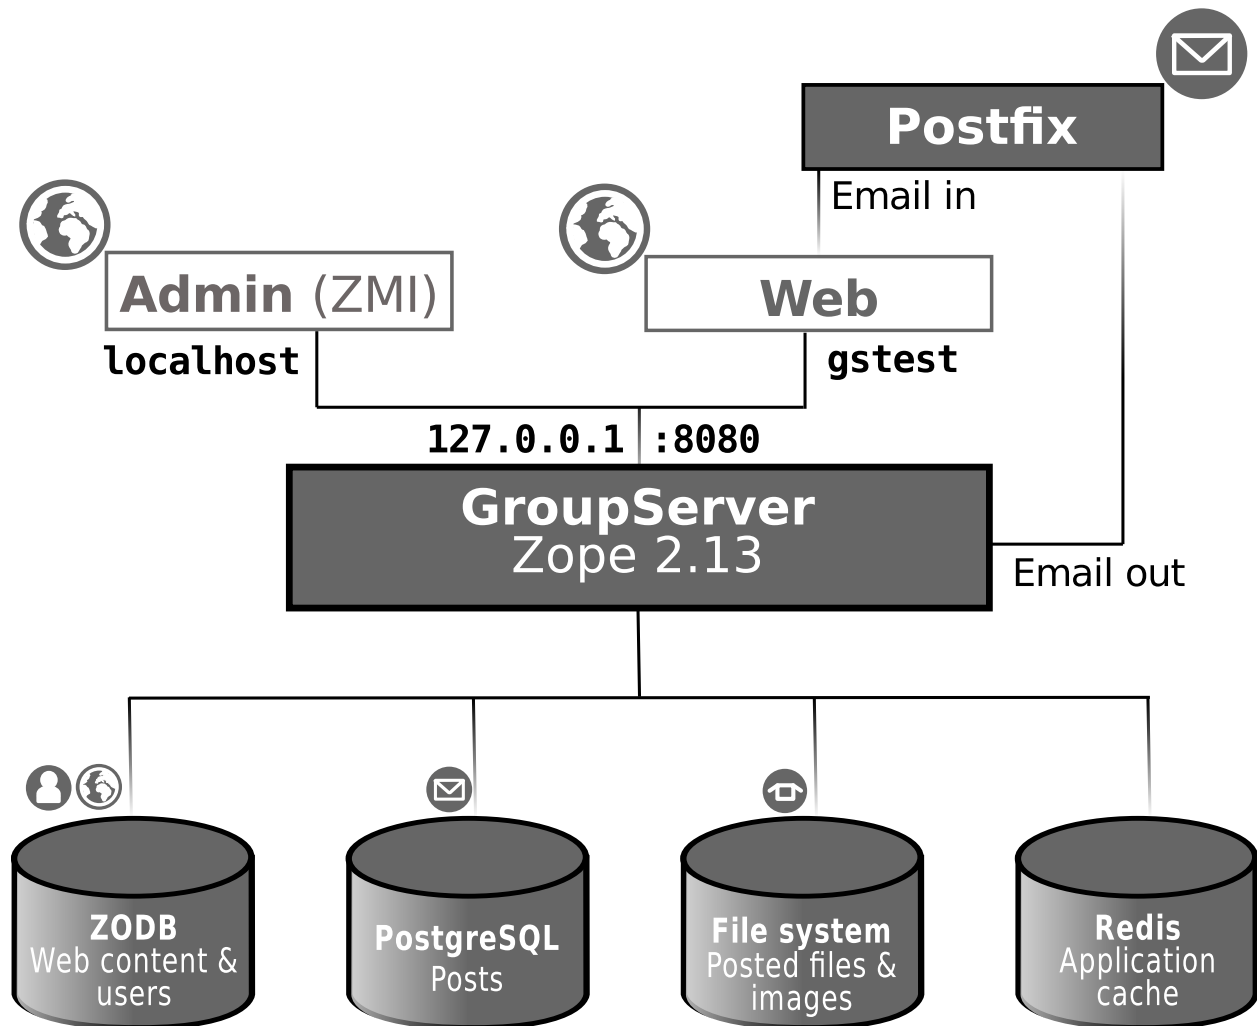 Postfix
Email in
Admin (ZMI)
Web
localhost
gstest
127.0.0.1 :8080
GroupServer
Zope 2.13
Email out
ZODB
Web content &
users
PostgreSQL
Posts
File system
Posted files &
images
Redis
Application
cache